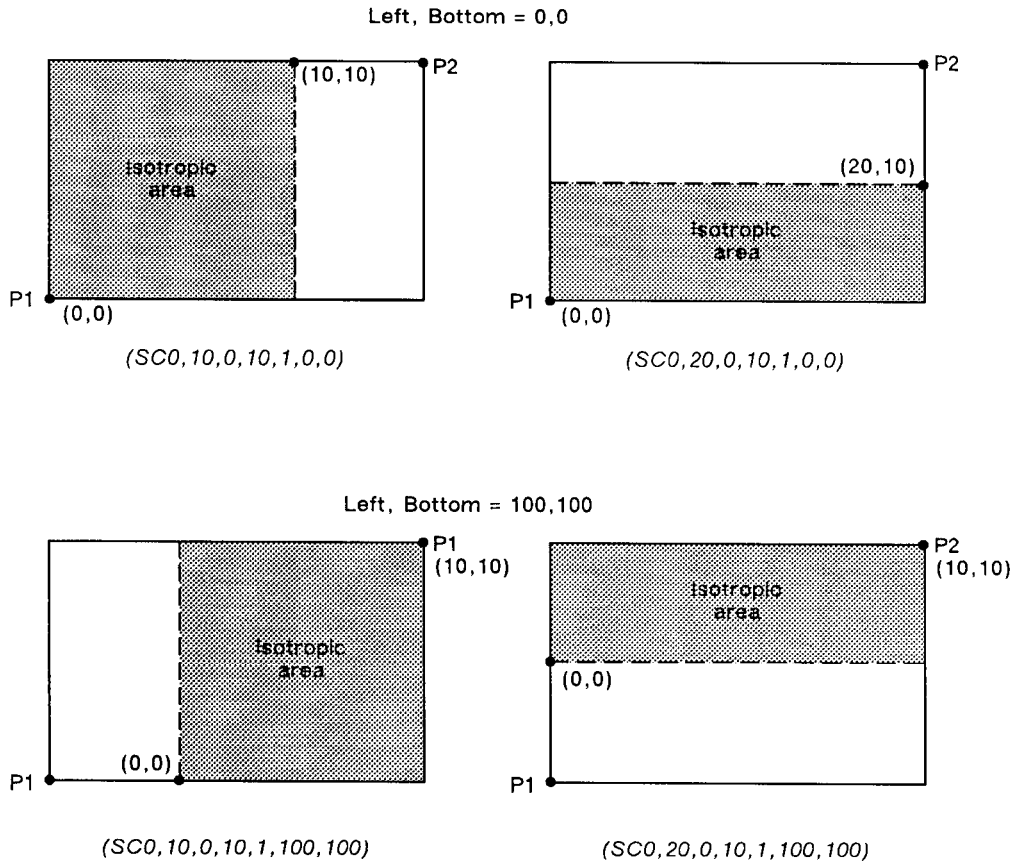 Left, Bottom = 0,0
(10,10)
P2
Isotropic
area
P1
(0,0)
(SC0,10,0,10,1,0,0)
P2
(20,10)
Isotropic
area
P1
(0,0)
(SC0,20,0,10,1,0,0)
Left, Bottom = 100,100
P1
(10,10)
Isotropic
area
(0,0)
P1
(SC0,10,0,10,1,100,100)
P2
(10,10)
Isotropic
area
(0,0)
P1
(SC0,20,0,10,1,100,100)